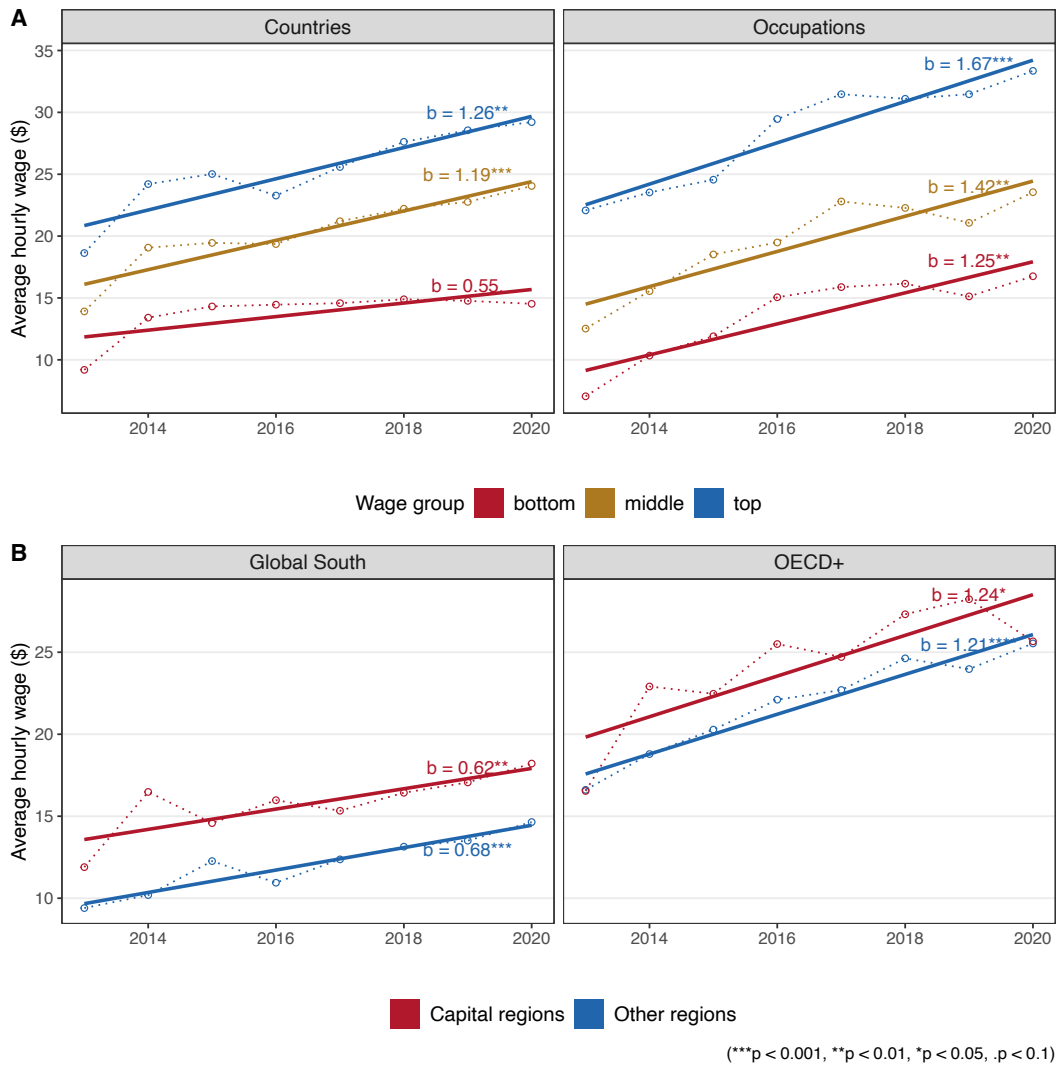 A
Countries
Occupations
Average hourly wage ($)
35
30
25
20
15
10
b = 1.26**
b = 1.19***
b = 0.55
b = 1.67***
b = 1.42**
b = 1.25**
2014 2016 2018 2020
2014 2016 2018 2020
Wage group bottom middle top
B
Global South
OECD+
Average hourly wage ($)
25
20
15
10
b = 0.62**
b = 0.68***
b = 1.24*
b = 1.21***
2014 2016 2018 2020
2014 2016 2018 2020
Capital regions Other regions
(***p < 0.001, **p < 0.01, *p < 0.05, .p < 0.1)